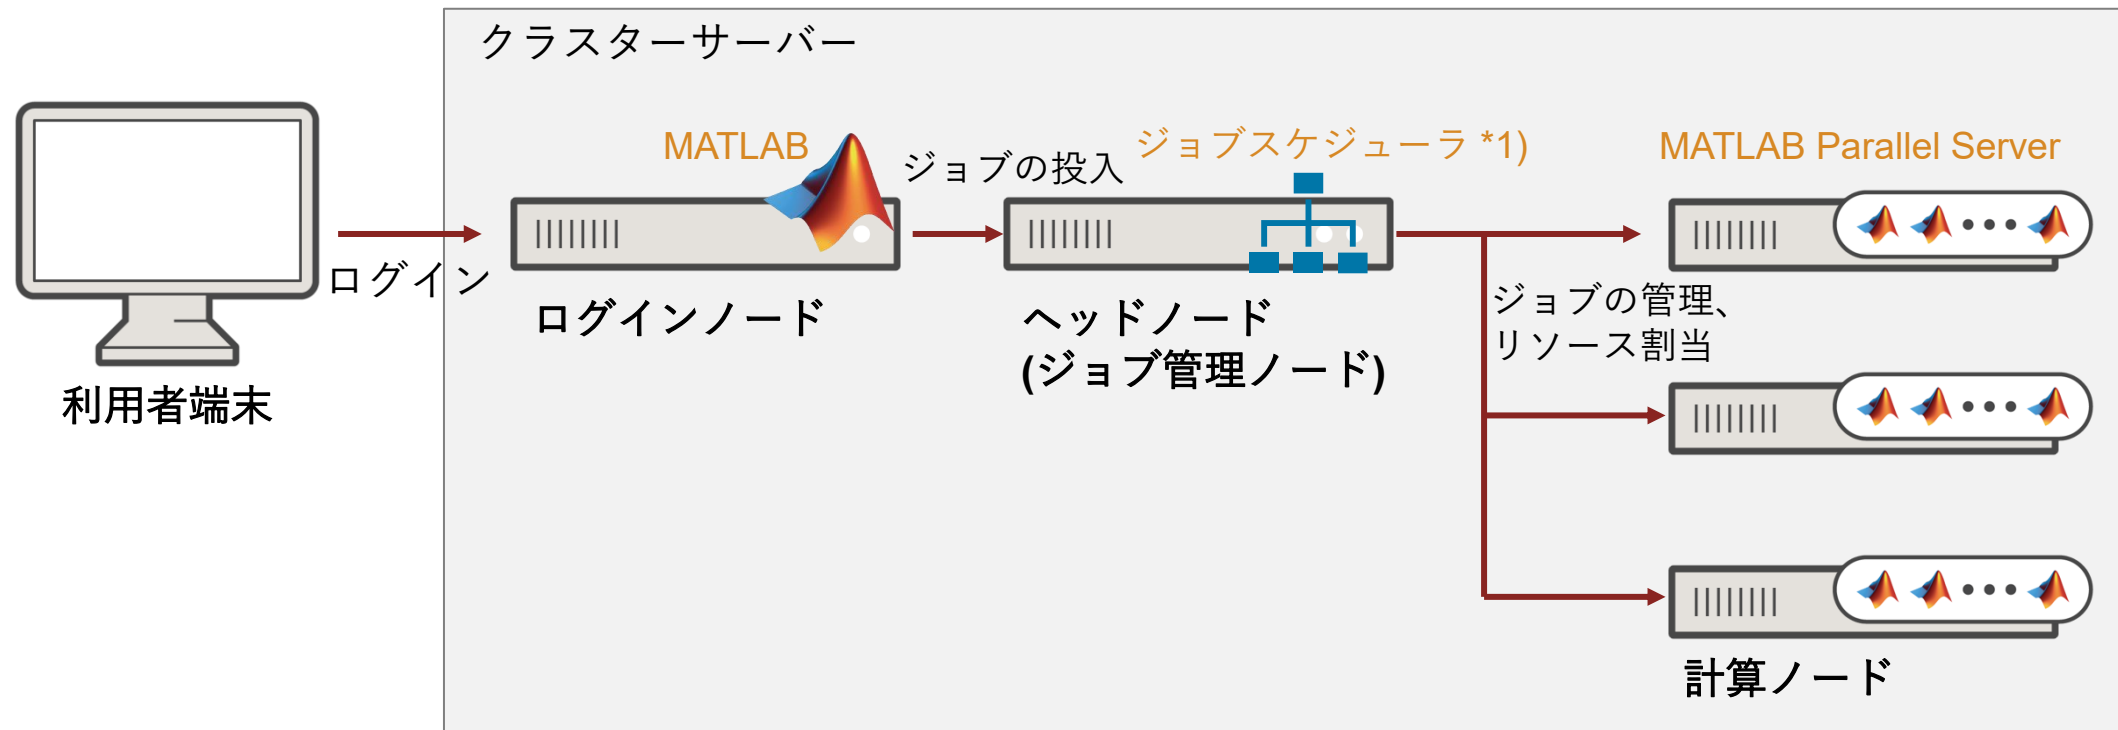 クラスターサーバー
MATLAB
ジョブの投入
ジョブスケジューラ *1)
MATLAB Parallel Server
ログイン
ログインノード
ヘッドノード
(ジョブ管理ノード)
ジョブの管理、
リソース割当
利用者端末
計算ノード